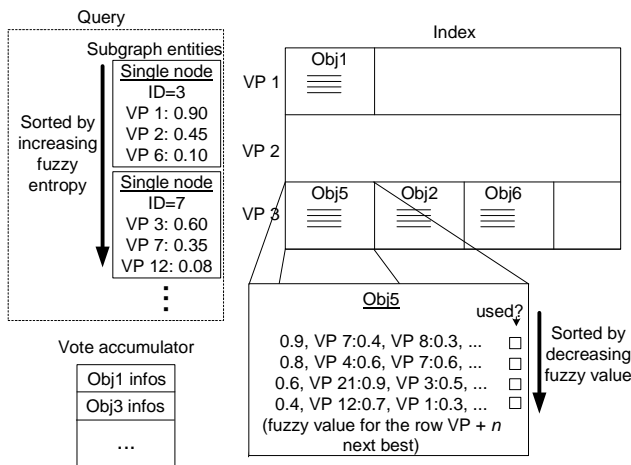 Query
Subgraph entities
Single node
ID=3
VP 1: 0.90
VP 2: 0.45
VP 6: 0.10
Single node
ID=7
VP 3: 0.60
VP 7: 0.35
VP 12: 0.08
Sorted by
increasing
fuzzy
entropy
Vote accumulator
Obj1 infos
Obj3 infos
...
Index
VP 1
Obj1
VP 2
VP 3
Obj5
Obj2
Obj6
Obj5
used?
0.9, VP 7:0.4, VP 8:0.3, ...
0.8, VP 4:0.6, VP 7:0.6, ...
0.6, VP 21:0.9, VP 3:0.5, ...
0.4, VP 12:0.7, VP 1:0.3, ...
(fuzzy value for the row VP + n
next best)
Sorted by
decreasing
fuzzy value